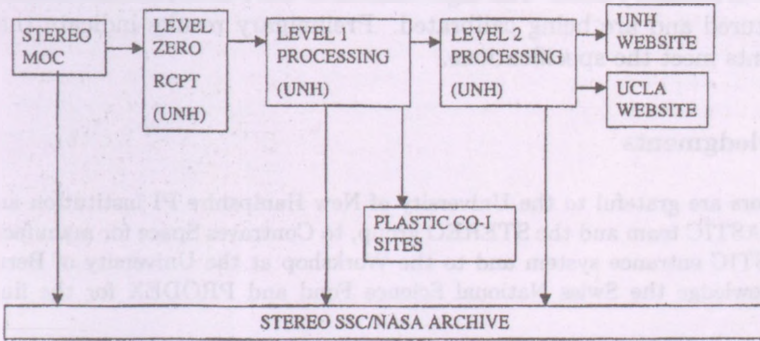 STEREO
MOC
LEVEL
ZERO
RCPT
(UNH)
LEVEL 1
PROCESSING
(UNH)
LEVEL 2
PROCESSING
(UNH)
UNH
WEBSITE
UCLA
WEBSITE
PLASTIC CO-I
SITES
STEREO SSC/NASA ARCHIVE